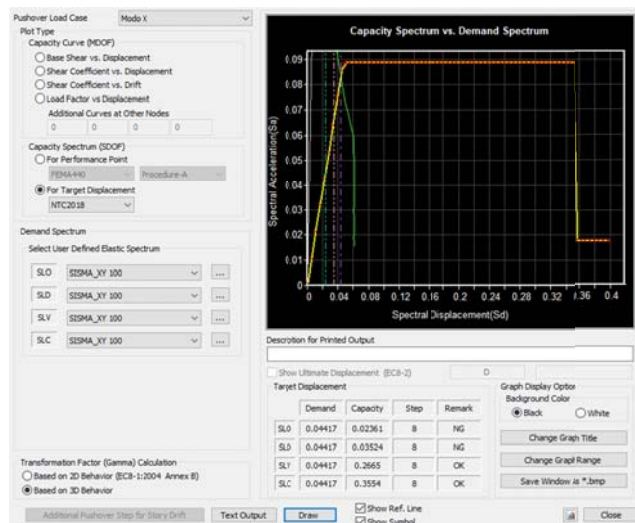 Pushover Load Case Modo X
Plot Type
Capacity Curve (MDOF)
Base Shear vs. Displacement
Shear Coefficient vs. Displacement
Shear Coefficient vs. Drift
Load Factor vs Displacement
Additional Curves at Other Nodes
0 0 0 0
Capacity Spectrum (SDOF)
For Performance Point
FEMA440 Procedure-A
For Target Displacement
NTC2018
Demand Spectrum
Select User Defined Elastic Spectrum
SLO SISMA_XY 100 ...
SLD SISMA_XY 100 ...
SLV SISMA_XY 100 ...
SLC SISMA_XY 100 ...
Transformation Factor (Gamma) Calculation
Based on 2D Behavior (EC8-1:2004 Annex B)
Based on 3D Behavior
Capacity Spectrum vs. Demand Spectrum
Spectral Acceleration(Sa)
0.09
0.08
0.07
0.06
0.05
0.04
0.03
0.02
0.01
0
0 0.04 0.08 0.12 0.16 0.2 0.24 0.28 0.32 0.36 0.4
Spectral Displacement(Sd)
Description for Printed Output
Show Ultimate Displacement (EC8-2) D
Target Displacement
Demand Capacity Step Remark
SLO 0.04417 0.02361 8 NG
SLD 0.04417 0.03524 8 NG
SLV 0.04417 0.2665 8 OK
SLC 0.04417 0.3554 8 OK
Graph Display Option
Background Color
Black White
Change Graph Title
Change Graph Range
Save Window as *.bmp
Additional Pushover Step for Story Drift Text Output Draw
Show Ref. Line
Show Symbol
Close